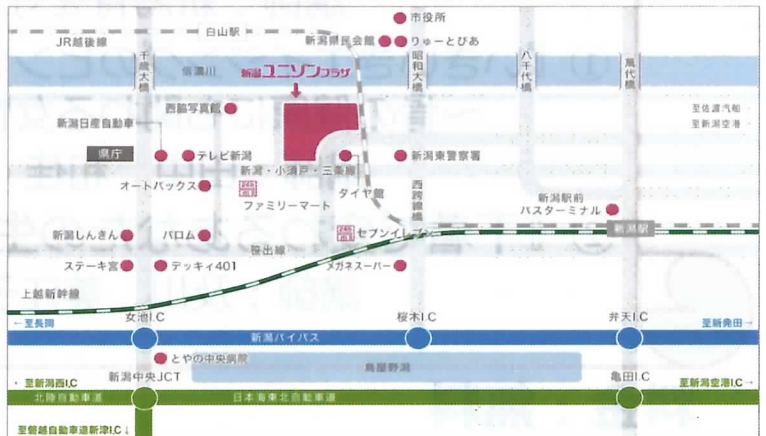 市役所
白山駅
JR越後線
新潟県民会館
りゅーとぴあ
千歳大橋
昭和大橋
八千代橋
萬代橋
信濃川
新潟ユニゾンプラザ
西脇写真館
至佐渡汽船
至新潟空港
新潟日産自動車
県庁
テレビ新潟
新潟東警察署
新潟・小須戸・三条線
オートバックス
タイヤ館
ファミリーマート
西跨線橋
新潟駅前
バスターミナル
新潟しんきん
パロム
セブンイレブン
新潟駅
笹出線
ステーキ宮
デッキィ401
メガネスーパー
上越新幹線
女池I.C
桜木I.C
弁天I.C
←至長岡
新潟バイパス
至新発田→
とやの中央病院
鳥屋野潟
新潟中央JCT
亀田I.C
←至新潟西I.C
至新潟空港I.C→
北陸自動車道
日本海東北自動車道
至磐越自動車道新津I.C↓